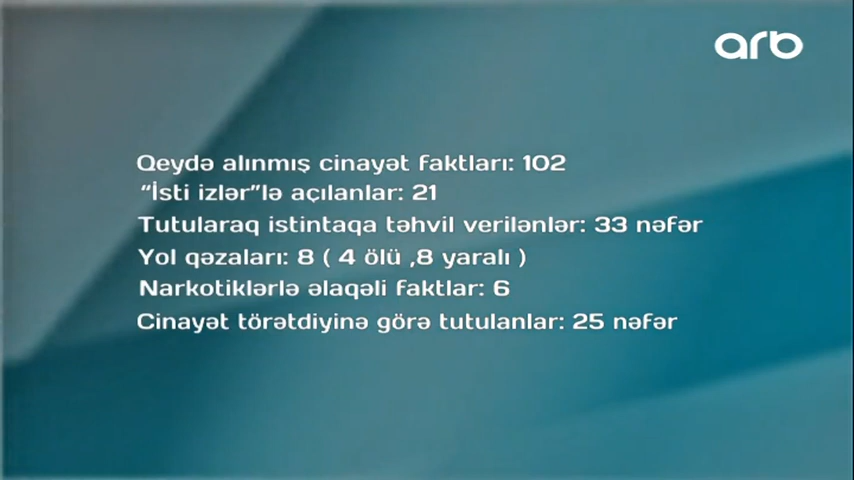 arb
Qeydə alınmış cinayət faktları: 102
“İsti izlər”lə açılanlar: 21
Tutularaq istintaqa təhvil verilənlər: 33 nəfər
Yol qəzaları: 8 ( 4 ölü ,8 yaralı )
Narkotiklərlə əlaqəli faktlar: 6
Cinayət törətdiyinə görə tutulanlar: 25 nəfər